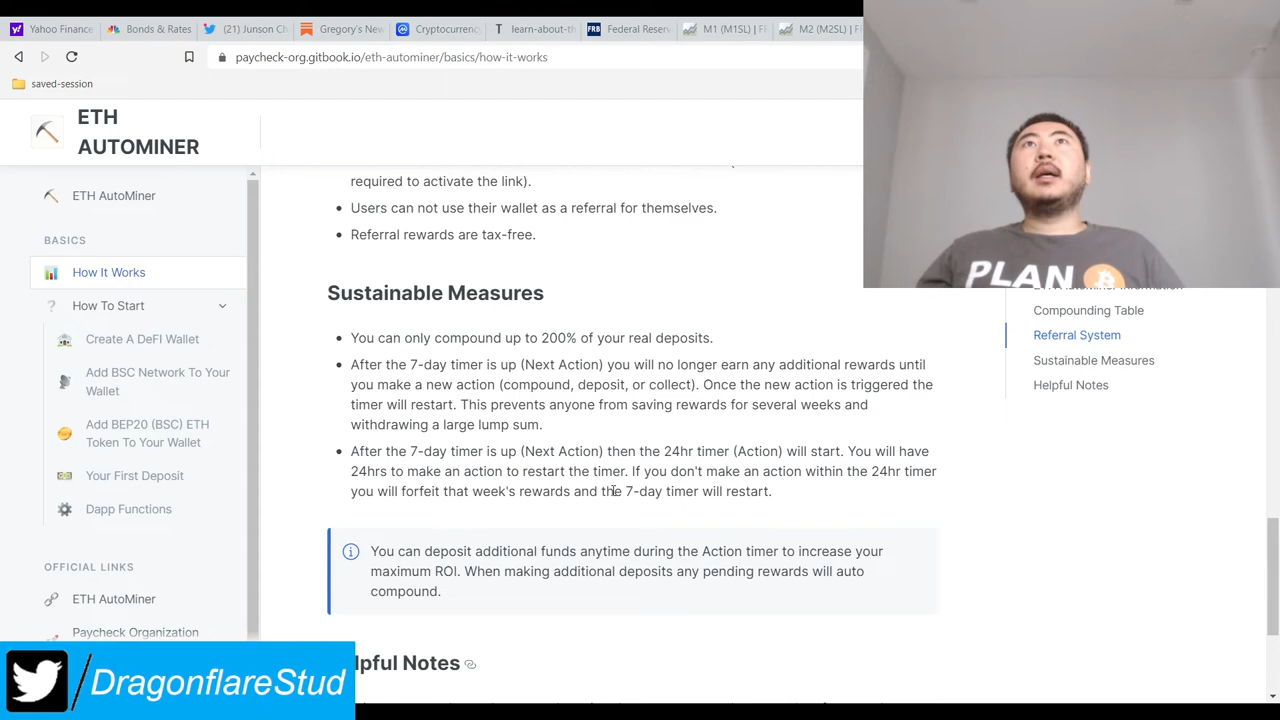 Yahoo Finance
Bonds & Rates
(21) Junson Ch
Gregory's New
Cryptocurrenc
learn-about-th
FRB Federal Reser
M1 (M1SL) | F
M2 (M2SL) | F
paycheck-org.gitbook.io/eth-autominer/basics/how-it-works
saved-session
ETH
AUTOMINER
PLAN
ETH AutoMiner
BASICS
How It Works
How To Start
Create A DeFI Wallet
Add BSC Network To Your
Wallet
Add BEP20 (BSC) ETH
Token To Your Wallet
Your First Deposit
Dapp Functions
OFFICIAL LINKS
ETH AutoMiner
Paycheck Organization
required to activate the link).
Users can not use their wallet as a referral for themselves.
Referral rewards are tax-free.
Sustainable Measures
You can only compound up to 200% of your real deposits.
After the 7-day timer is up (Next Action) you will no longer earn any additional rewards until
you make a new action (compound, deposit, or collect). Once the new action is triggered the
timer will restart. This prevents anyone from saving rewards for several weeks and
withdrawing a large lump sum.
After the 7-day timer is up (Next Action) then the 24hr timer (Action) will start. You will have
24hrs to make an action to restart the timer. If you don't make an action within the 24hr timer
you will forfeit that week's rewards and the 7-day timer will restart.
You can deposit additional funds anytime during the Action timer to increase your
maximum ROI. When making additional deposits any pending rewards will auto
compound.
lpful Notes
Compounding Table
Referral System
Sustainable Measures
Helpful Notes
/DragonflareStud